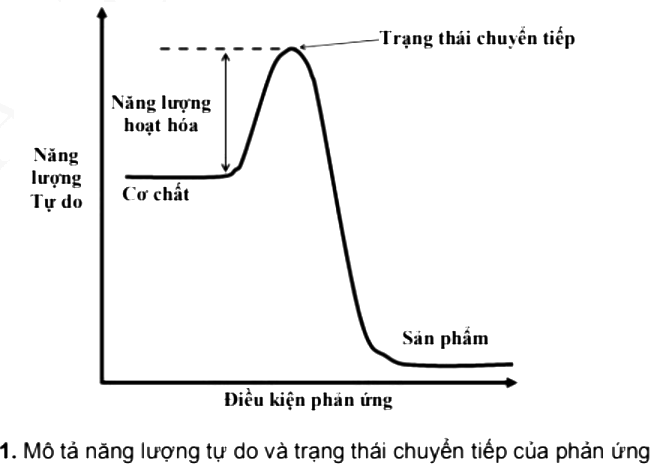 Trạng thái chuyển tiếp
Năng lượng
hoạt hóa
Năng
lượng
Tự do
Cơ chất
Sản phẩm
Điều kiện phản ứng
1. Mô tả năng lượng tự do và trạng thái chuyển tiếp của phản ứng